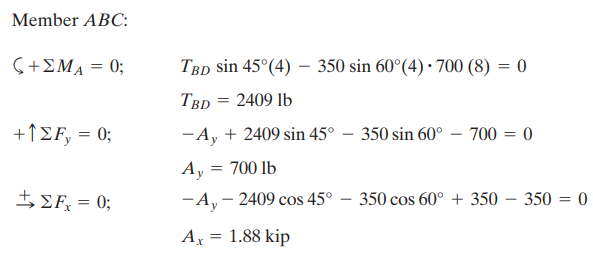 Member ABC:
↺+ΣM_A = 0; T_BD sin 45°(4) − 350 sin 60°(4) · 700 (8) = 0
T_BD = 2409 lb
+↑ΣF_y = 0; −A_y + 2409 sin 45° − 350 sin 60° − 700 = 0
A_y = 700 lb
±→ ΣF_x = 0; −A_y − 2409 cos 45° − 350 cos 60° + 350 − 350 = 0
A_x = 1.88 kip